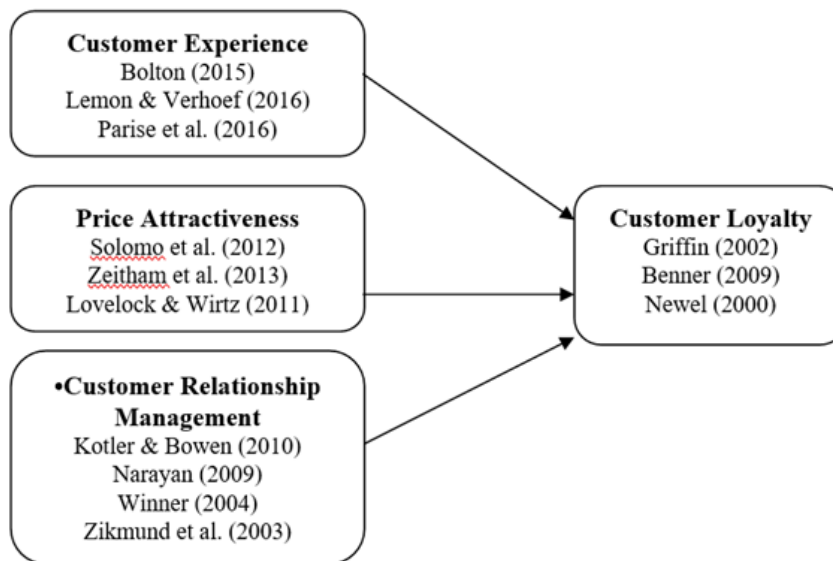 Customer Experience
Bolton (2015)
Lemon & Verhoef (2016)
Parise et al. (2016)
Price Attractiveness
Solomo et al. (2012)
Zeitham et al. (2013)
Lovelock & Wirtz (2011)
•Customer Relationship
Management
Kotler & Bowen (2010)
Narayan (2009)
Winner (2004)
Zikmund et al. (2003)
Customer Loyalty
Griffin (2002)
Benner (2009)
Newel (2000)